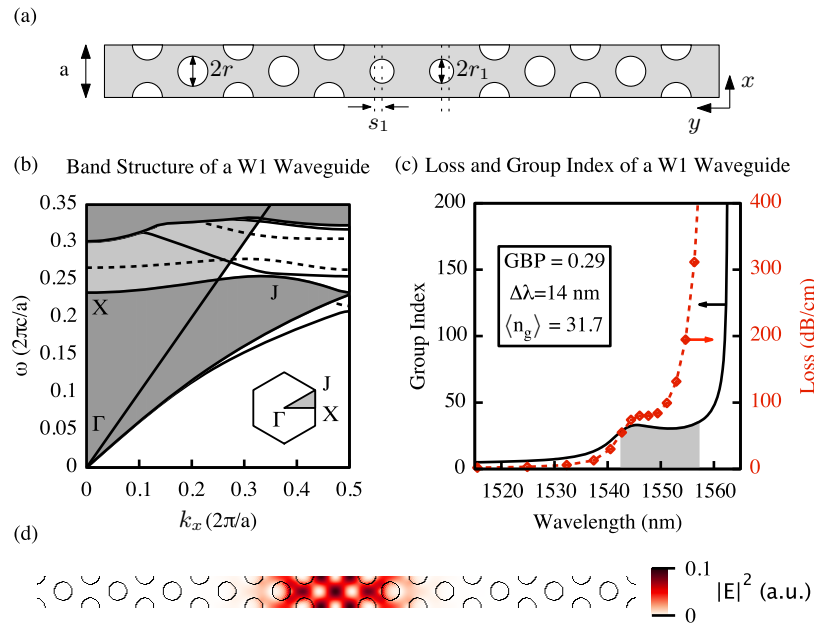 (a)
a
2r
2r₁
s₁
x
y
(b) Band Structure of a W1 Waveguide
0.35
0.3
0.25
0.2
0.15
0.1
0.05
0
ω (2πc/a)
X
J
Γ
J
Γ
X
0 0.1 0.2 0.3 0.4 0.5
kₓ (2π/a)
(c) Loss and Group Index of a W1 Waveguide
200
150
100
50
0
Group Index
GBP = 0.29
Δλ=14 nm
⟨n_g⟩ = 31.7
400
300
200
100
0
Loss (dB/cm)
1520 1530 1540 1550 1560
Wavelength (nm)
(d)
0.1
0
|E|² (a.u.)